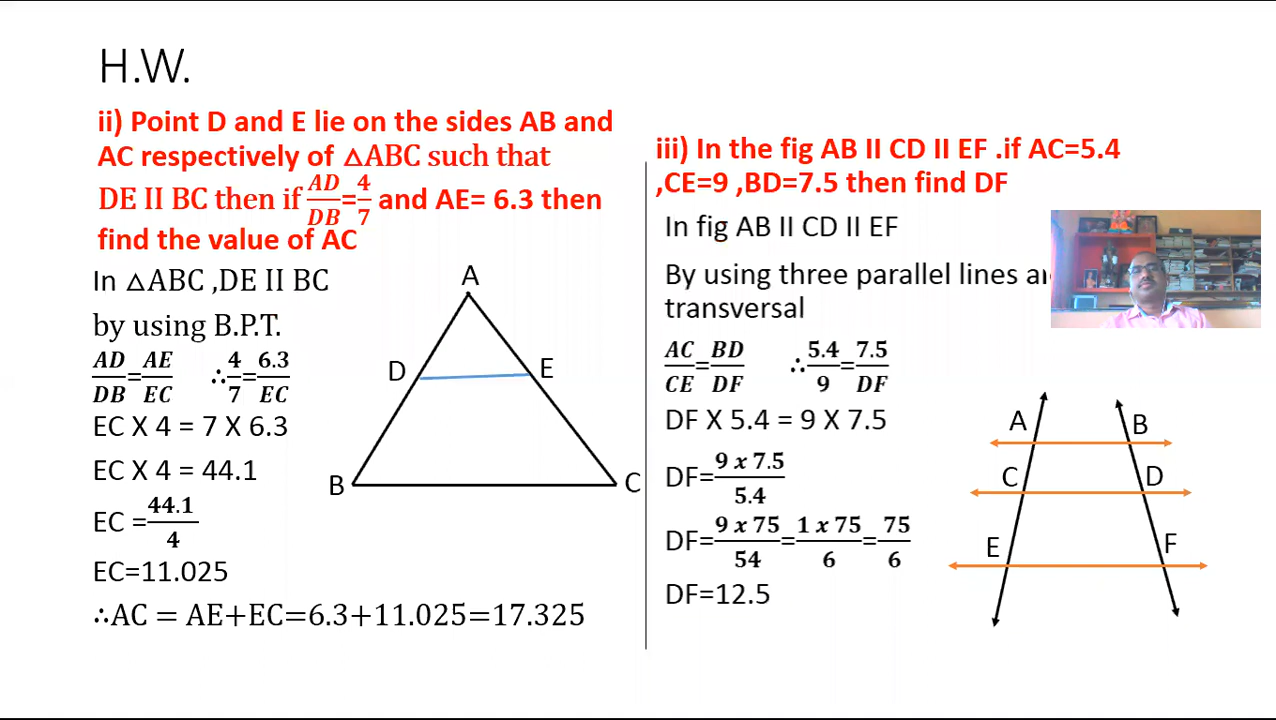 H.W.
ii) Point D and E lie on the sides AB and
AC respectively of △ABC such that
DE II BC then if AD/DB=4/7 and AE= 6.3 then
find the value of AC
In △ABC ,DE II BC
by using B.P.T.
AD/DB=AE/EC ∴4/7=6.3/EC
EC X 4 = 7 X 6.3
EC X 4 = 44.1
EC =44.1/4
EC=11.025
∴AC = AE+EC=6.3+11.025=17.325
A
D
E
B
C
iii) In the fig AB II CD II EF .if AC=5.4
,CE=9 ,BD=7.5 then find DF
In fig AB II CD II EF
By using three parallel lines
transversal
AC/CE=BD/DF ∴5.4/9=7.5/DF
DF X 5.4 = 9 X 7.5
DF=9 x 7.5/5.4
DF=9 x 75/54=1 x 75/6=75/6
DF=12.5
A
B
C
D
E
F